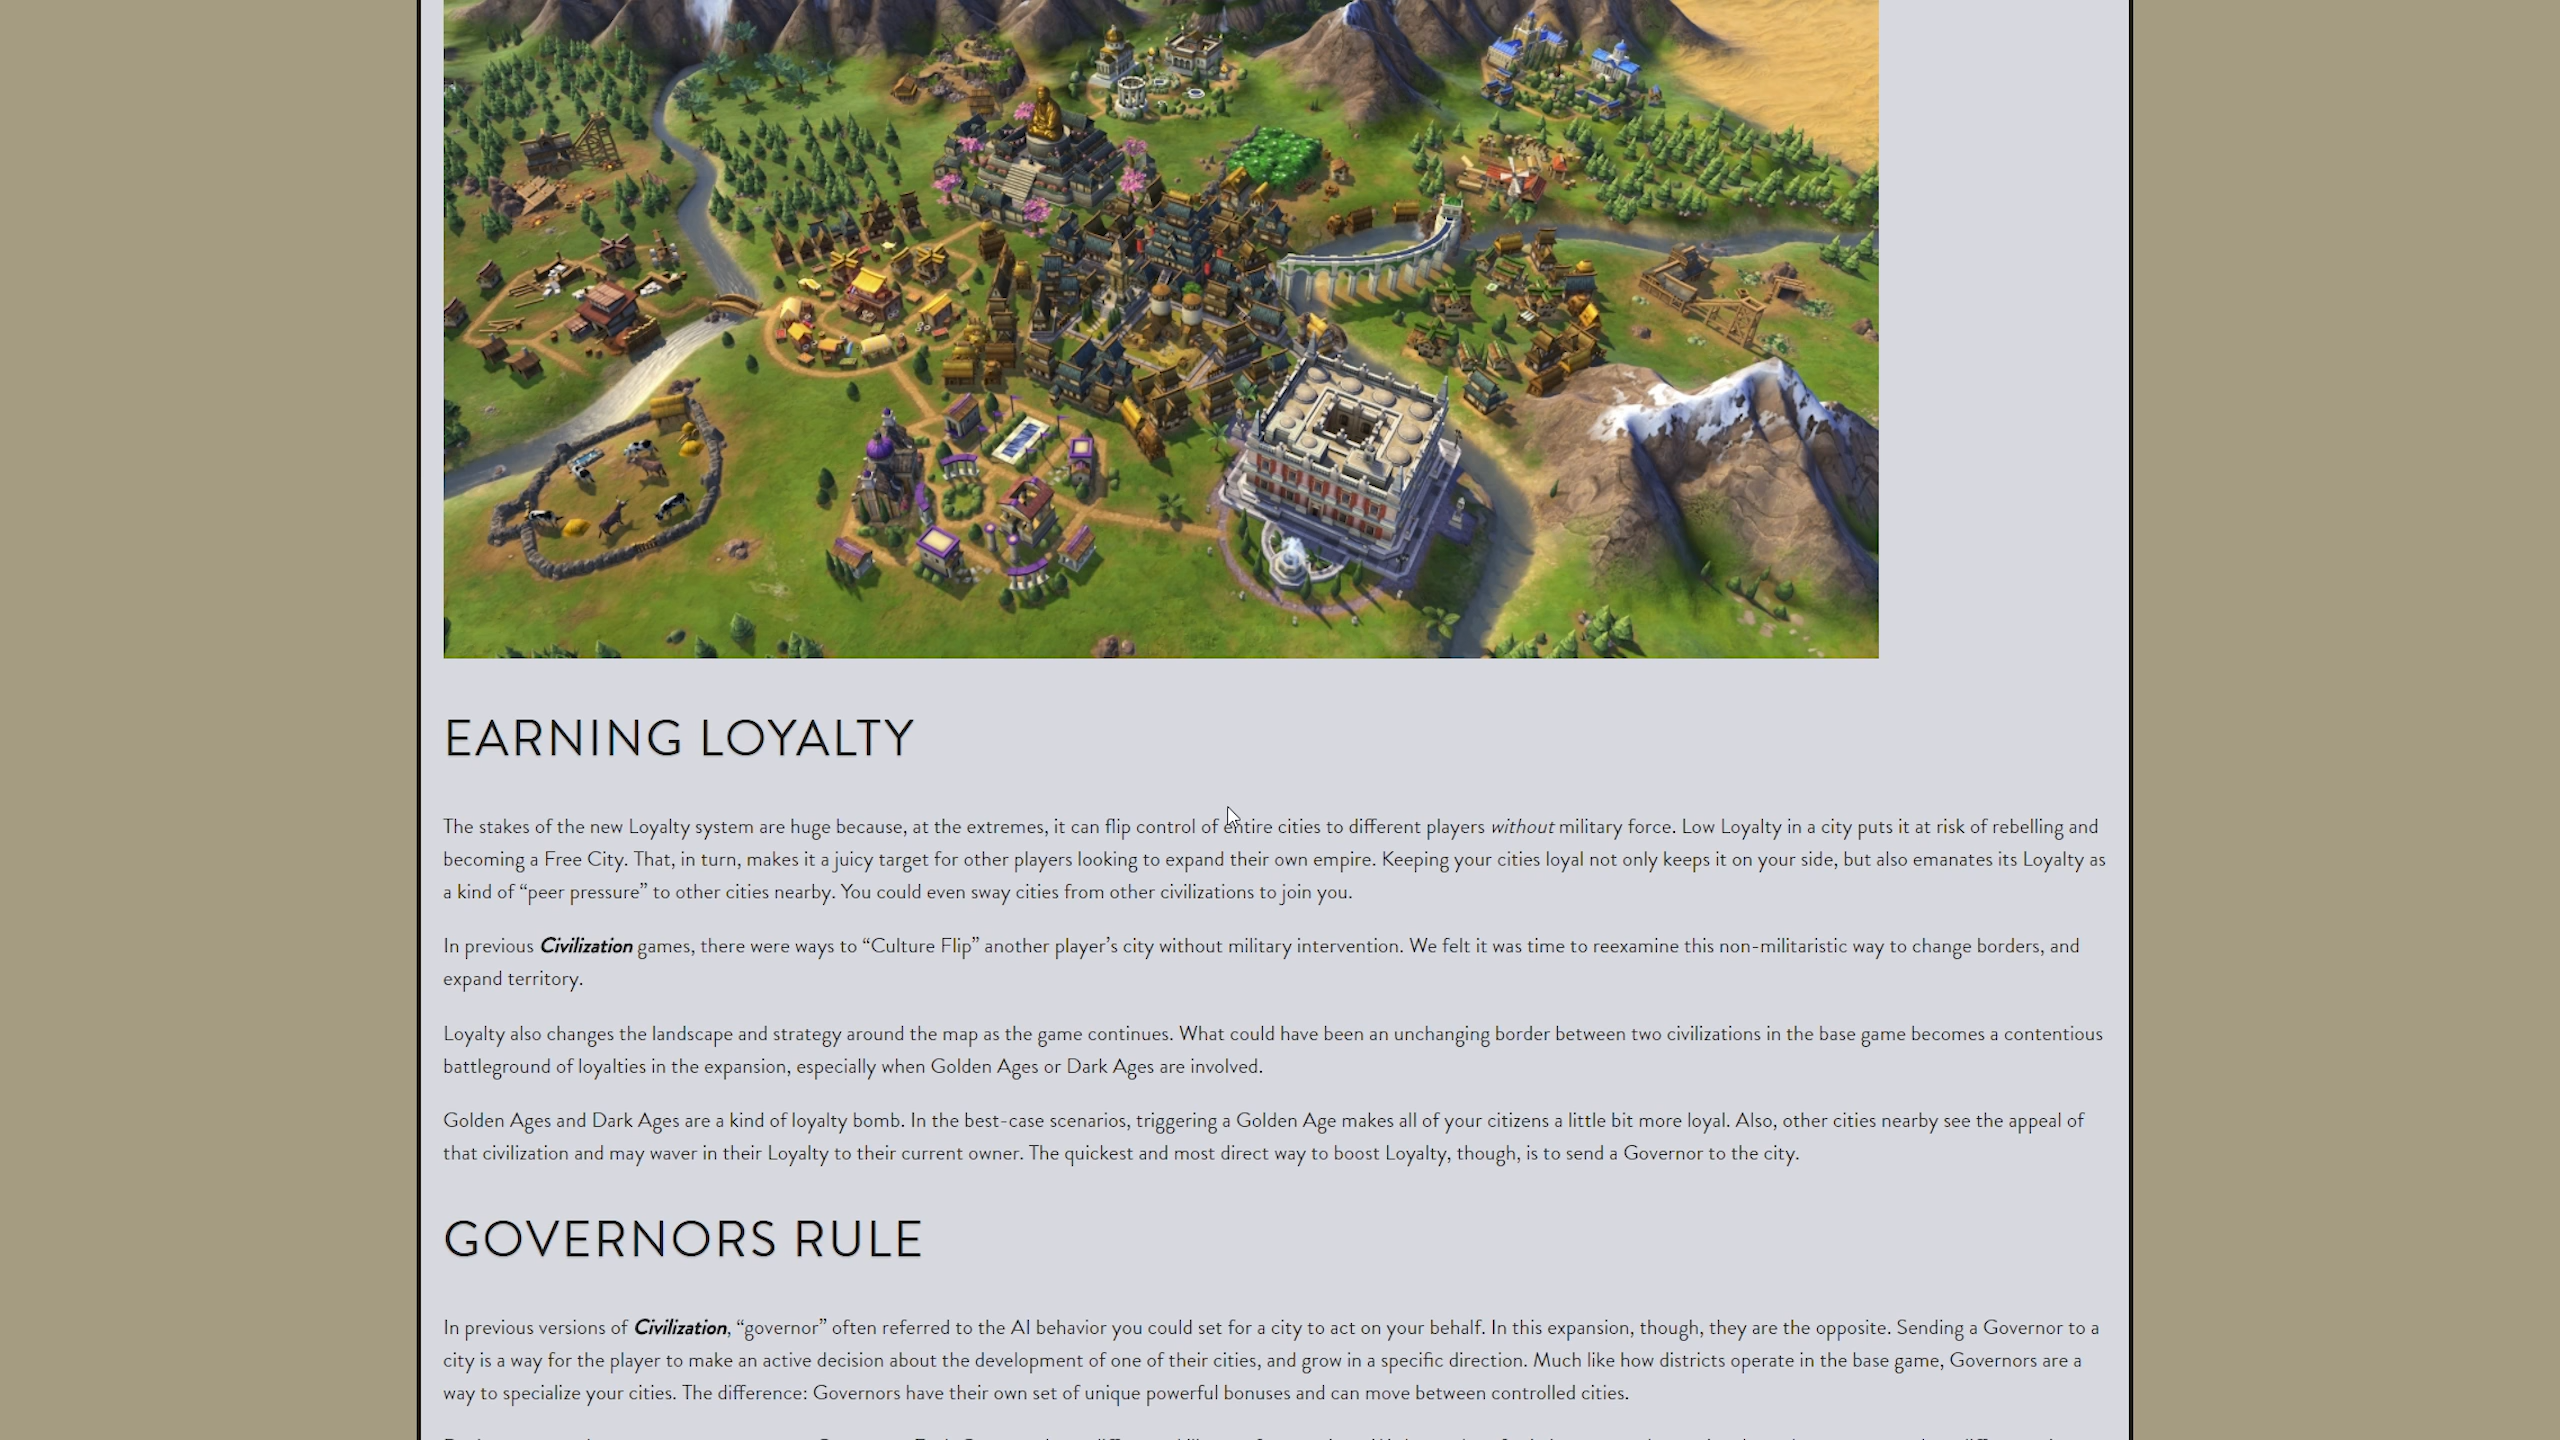 EARNING LOYALTY
The stakes of the new Loyalty system are huge because, at the extremes, it can flip control of entire cities to different players without military force. Low Loyalty in a city puts it at risk of rebelling and
becoming a Free City. That, in turn, makes it a juicy target for other players looking to expand their own empire. Keeping your cities loyal not only keeps it on your side, but also emanates its Loyalty as
a kind of “peer pressure” to other cities nearby. You could even sway cities from other civilizations to join you.
In previous Civilization games, there were ways to “Culture Flip” another player’s city without military intervention. We felt it was time to reexamine this non-militaristic way to change borders, and
expand territory.
Loyalty also changes the landscape and strategy around the map as the game continues. What could have been an unchanging border between two civilizations in the base game becomes a contentious
battleground of loyalties in the expansion, especially when Golden Ages or Dark Ages are involved.
Golden Ages and Dark Ages are a kind of loyalty bomb. In the best-case scenarios, triggering a Golden Age makes all of your citizens a little bit more loyal. Also, other cities nearby see the appeal of
that civilization and may waver in their Loyalty to their current owner. The quickest and most direct way to boost Loyalty, though, is to send a Governor to the city.
GOVERNORS RULE
In previous versions of Civilization, “governor” often referred to the AI behavior you could set for a city to act on your behalf. In this expansion, though, they are the opposite. Sending a Governor to a
city is a way for the player to make an active decision about the development of one of their cities, and grow in a specific direction. Much like how districts operate in the base game, Governors are a
way to specialize your cities. The difference: Governors have their own set of unique powerful bonuses and can move between controlled cities.